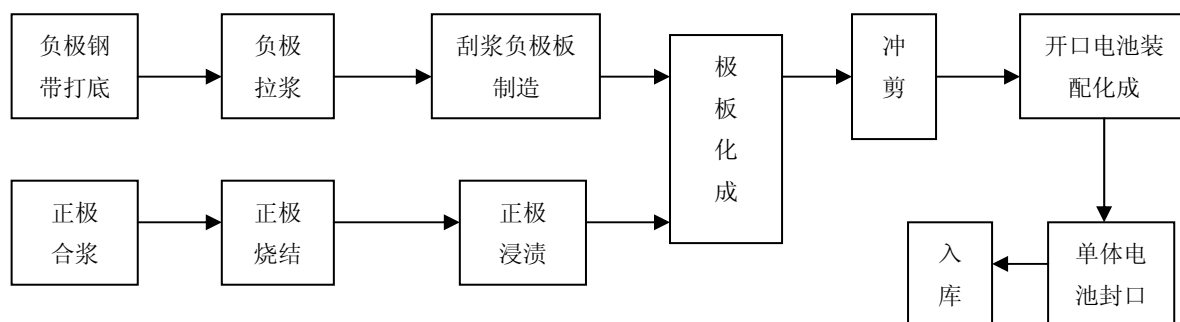 负极钢
带打底
负极
拉浆
刮浆负极板
制造
极
板
化
成
冲
剪
开口电池装
配化成
正极
合浆
正极
烧结
正极
浸渍
入
库
单体电
池封口